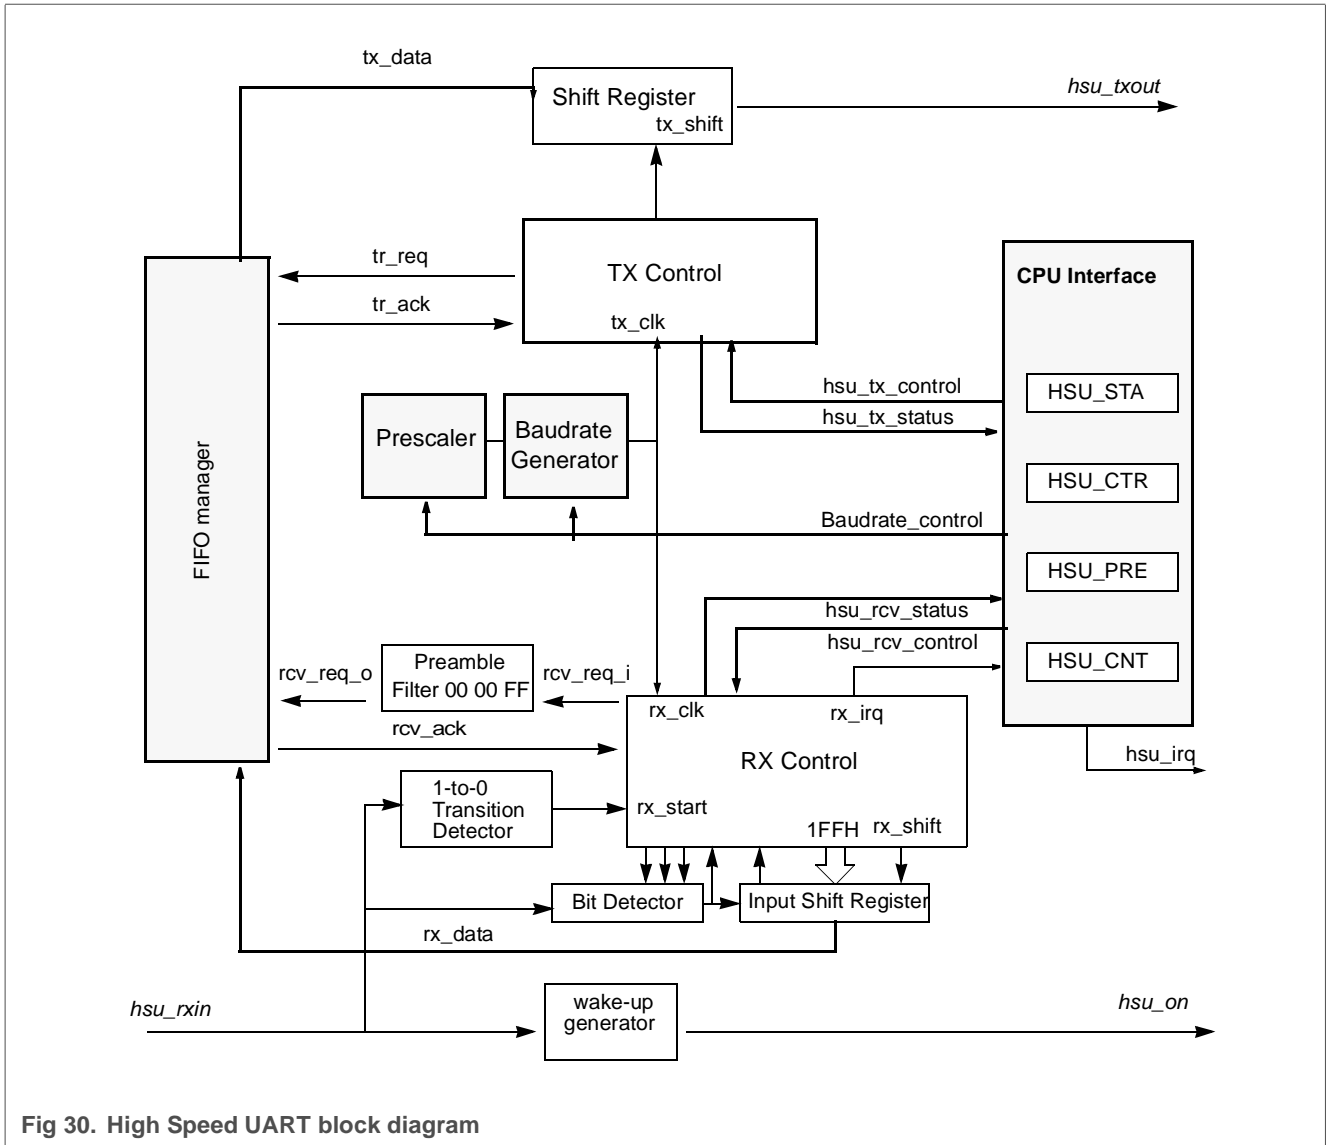 tx_data
Shift Register
tx_shift
hsu_txout
tr_req
TX Control
CPU Interface
tr_ack
tx_clk
hsu_tx_control
HSU_STA
hsu_tx_status
Prescaler
Baudrate
Generator
FIFO manager
HSU_CTR
Baudrate_control
HSU_PRE
hsu_rcv_status
hsu_rcv_control
HSU_CNT
rcv_req_o
Preamble
Filter 00 00 FF
rcv_req_i
rx_clk
rx_irq
rcv_ack
RX Control
hsu_irq
1-to-0
Transition
Detector
rx_start
1FFH
rx_shift
Bit Detector
Input Shift Register
rx_data
hsu_rxin
wake-up
generator
hsu_on
Fig 30. High Speed UART block diagram